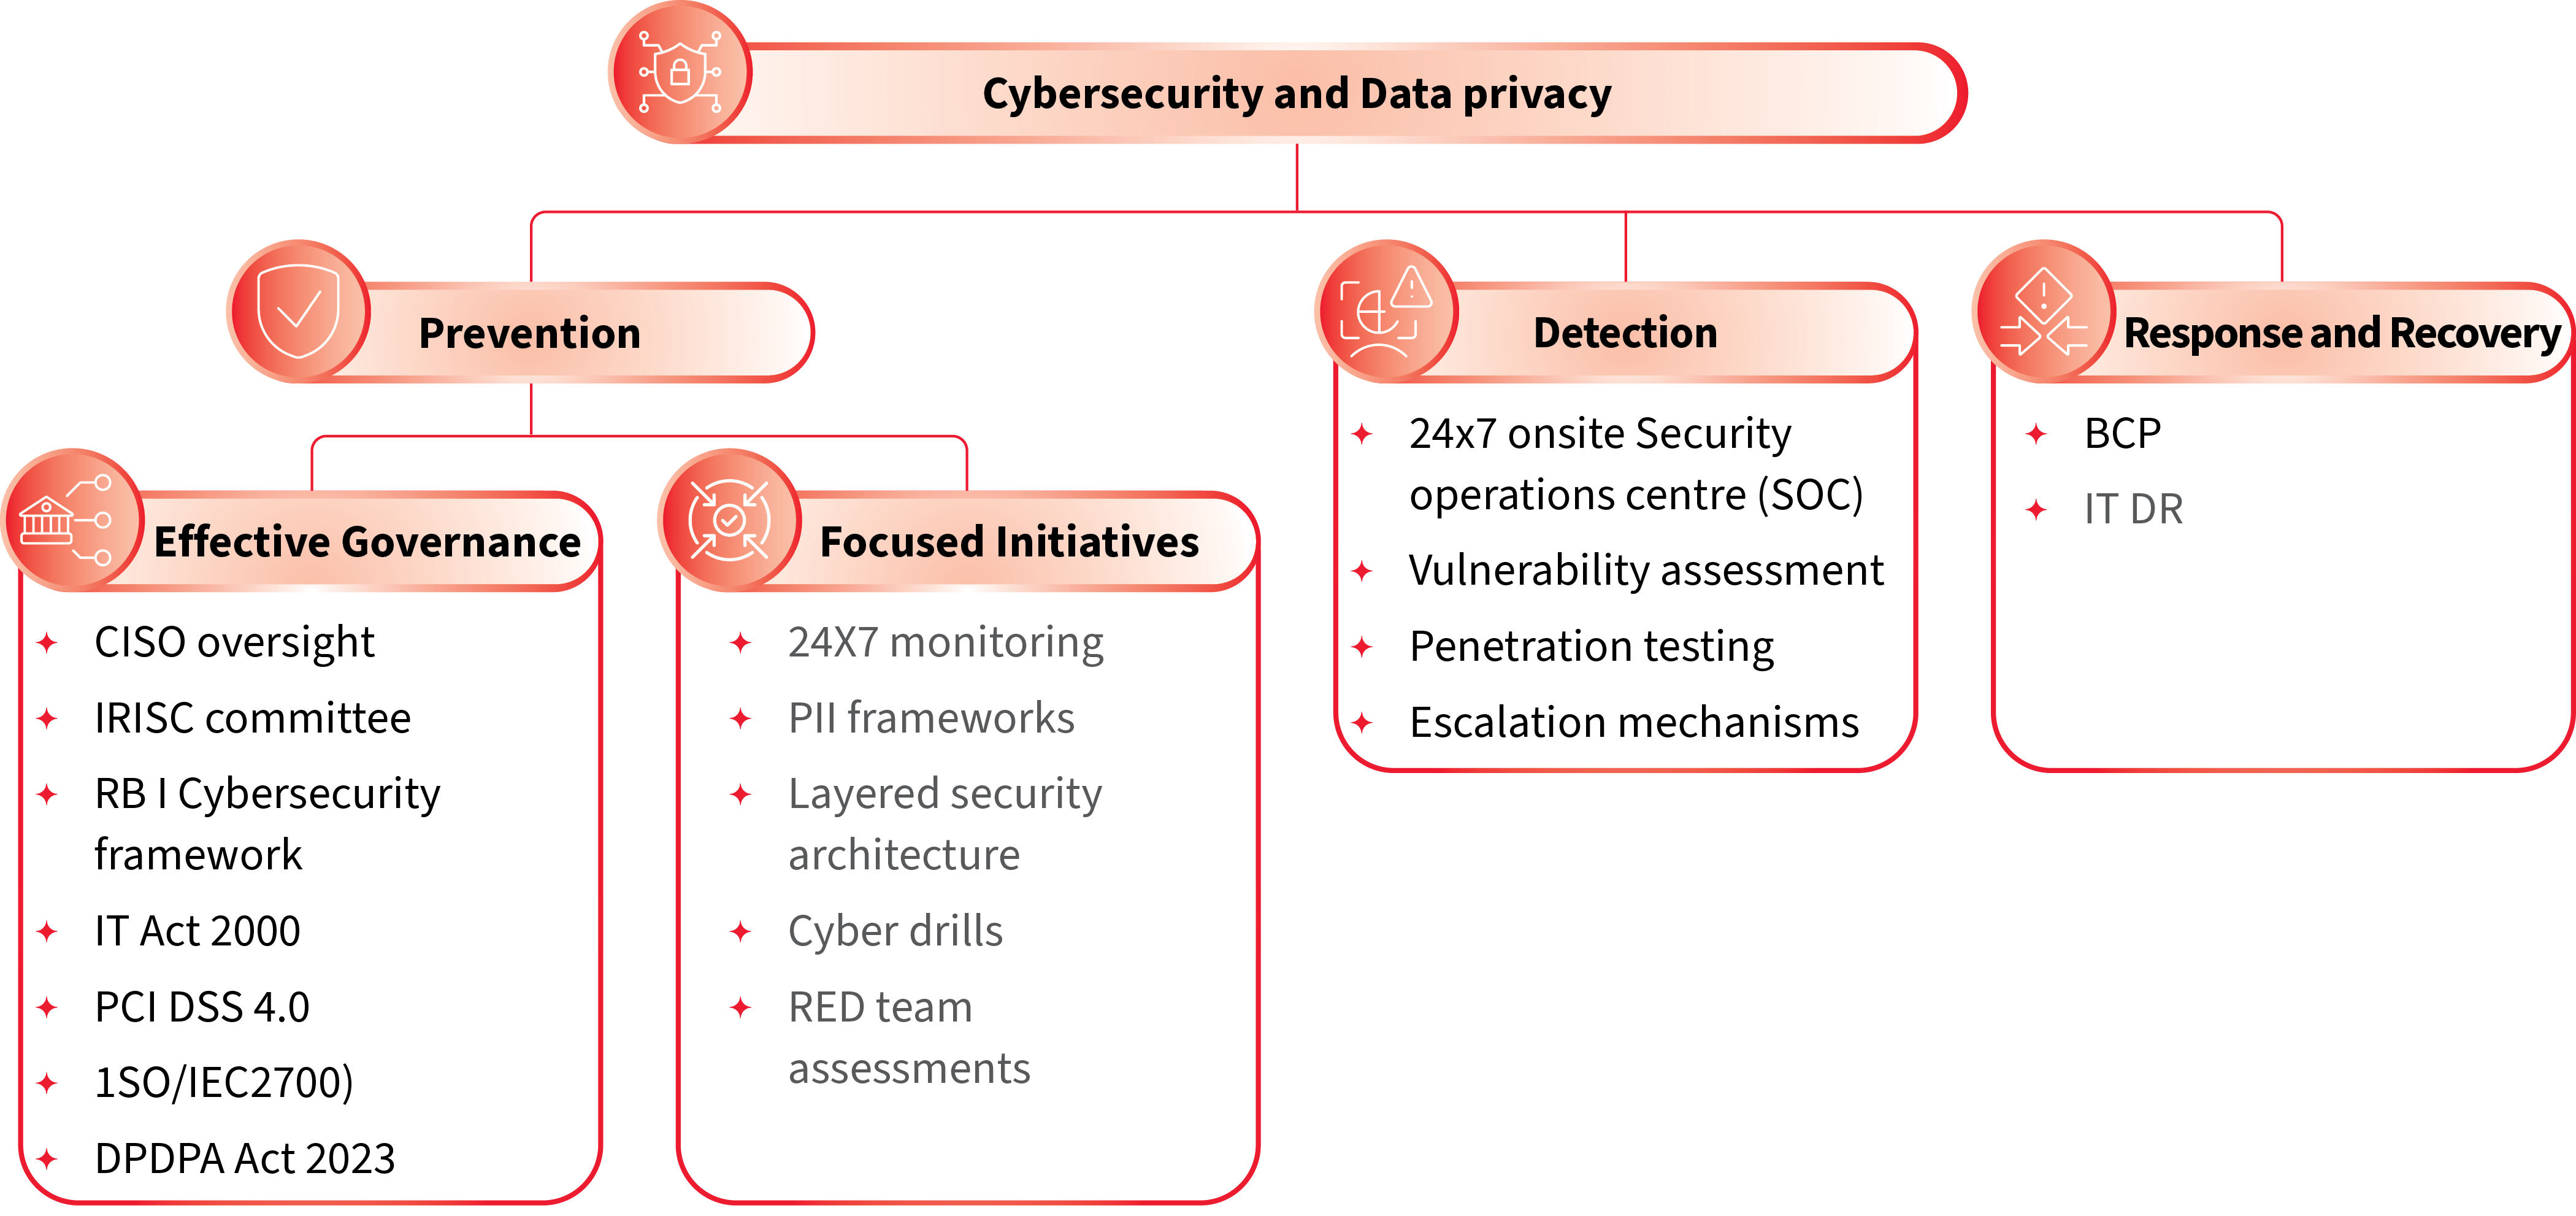 Cybersecurity and Data privacy
Prevention
Detection
Response and Recovery
Effective Governance
CISO oversight
IRISC committee
RB I Cybersecurity
framework
IT Act 2000
PCI DSS 4.0
1SO/IEC2700)
DPDPA Act 2023
Focused Initiatives
24X7 monitoring
PII frameworks
Layered security
architecture
Cyber drills
RED team
assessments
24x7 onsite Security
operations centre (SOC)
Vulnerability assessment
Penetration testing
Escalation mechanisms
BCP
IT DR